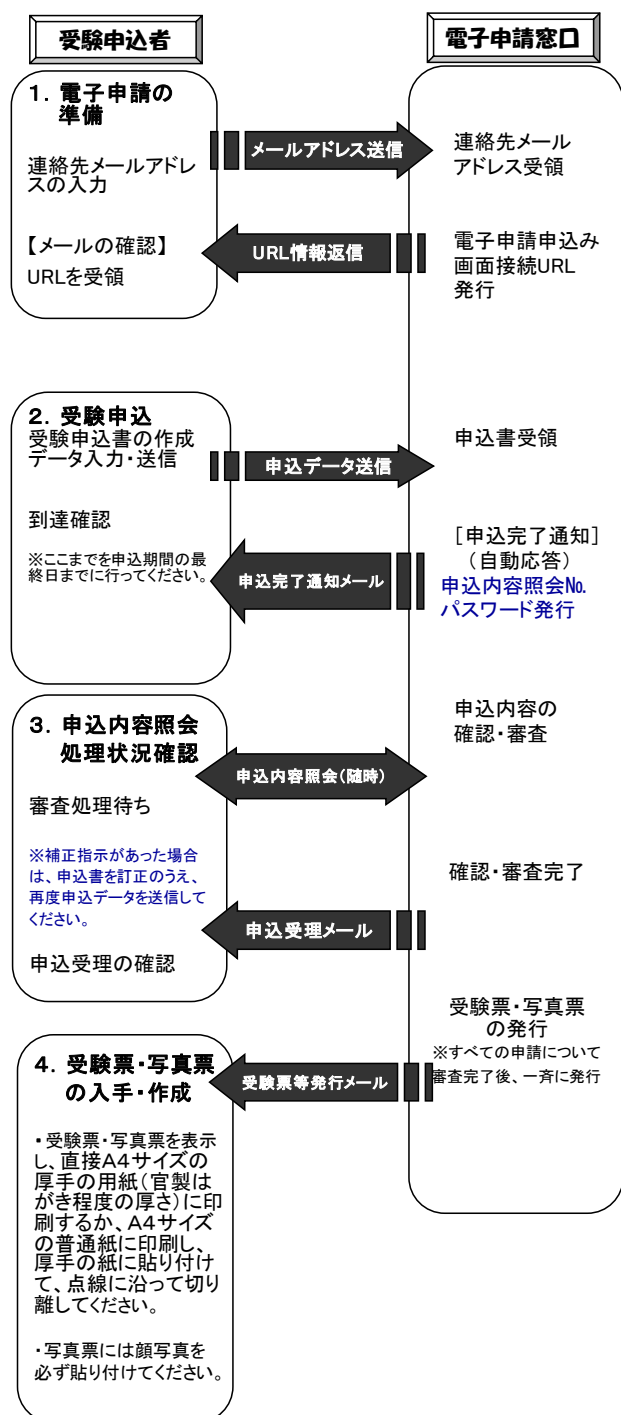 受験申込者
電子申請窓口
1．電子申請の
準備
連絡先メールアドレ
スの入力
メールアドレス送信
連絡先メール
アドレス受領
【メールの確認】
URLを受領
URL情報返信
電子申請申込み
画面接続URL
発行
2．受験申込
受験申込書の作成
データ入力・送信
申込データ送信
申込書受領
到達確認
※ここまでを申込期間の最
終日までに行ってください。
申込完了通知メール
［申込完了通知］
（自動応答）
申込内容照会№
パスワード発行
3．申込内容照会
処理状況確認
申込内容照会（随時）
申込内容の
確認・審査
審査処理待ち
※補正指示があった場合
は、申込書を訂正のうえ、
再度申込データを送信して
ください。
確認・審査完了
申込受理メール
申込受理の確認
受験票・写真票
の発行
※すべての申請について
審査完了後、一斉に発行
受験票等発行メール
4．受験票・写真票
の入手・作成
・受験票・写真票を表示
し、直接A4サイズの
厚手の用紙（官製は
がき程度の厚さ）に印
刷するか、A4サイズ
の普通紙に印刷し、
厚手の紙に貼り付け
て、点線に沿って切り
離してください。
・写真票には顔写真を
必ず貼り付けてください。